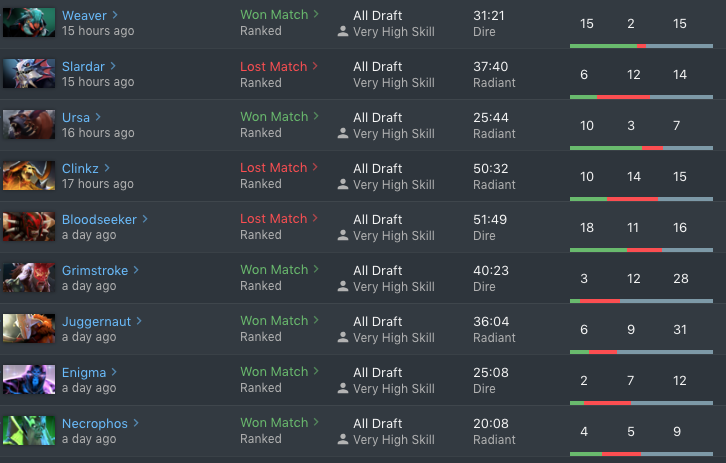 Weaver > Won Match > All Draft 31:21 15 2 15
15 hours ago Ranked Very High Skill Dire
Slardar > Lost Match > All Draft 37:40 6 12 14
15 hours ago Ranked Very High Skill Radiant
Ursa > Won Match > All Draft 25:44 10 3 7
16 hours ago Ranked Very High Skill Radiant
Clinkz > Lost Match > All Draft 50:32 10 14 15
17 hours ago Ranked Very High Skill Radiant
Bloodseeker > Lost Match > All Draft 51:49 18 11 16
a day ago Ranked Very High Skill Dire
Grimstroke > Won Match > All Draft 40:23 3 12 28
a day ago Ranked Very High Skill Dire
Juggernaut > Won Match > All Draft 36:04 6 9 31
a day ago Ranked Very High Skill Radiant
Enigma > Won Match > All Draft 25:08 2 7 12
a day ago Ranked Very High Skill Dire
Necrophos > Won Match > All Draft 20:08 4 5 9
a day ago Ranked Very High Skill Radiant